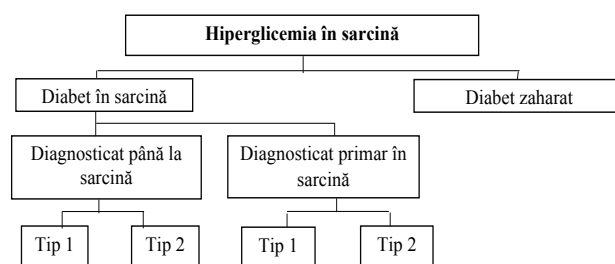 Hiperglicemia în sarcină
Diabet în sarcină
Diabet zaharat
Diagnosticat până la
sarcină
Diagnosticat primar în
sarcină
Tip 1
Tip 2
Tip 1
Tip 2